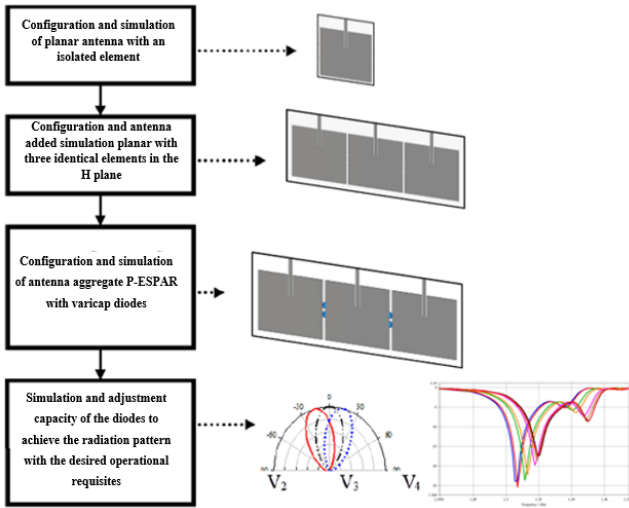 Configuration and simulation
of planar antenna with an
isolated element
Configuration and antenna
added simulation planar with
three identical elements in the
H plane
Configuration and simulation
of antenna aggregate P-ESPAR
with varicap diodes
Simulation and adjustment
capacity of the diodes to
achieve the radiation pattern
with the desired operational
requisites
0
-30 30
-60 60
V2 V3 V4
Frequency / GHz